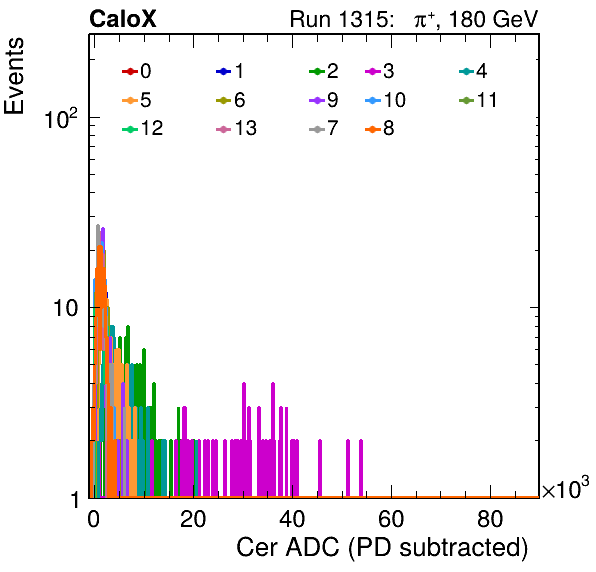 CaloX Run 1315: π⁺, 180 GeV
Events
0 1 2 3 4
5 6 9 10 11
12 13 7 8
10²
10
1
0 20 40 60 80 ×10³
Cer ADC (PD subtracted)